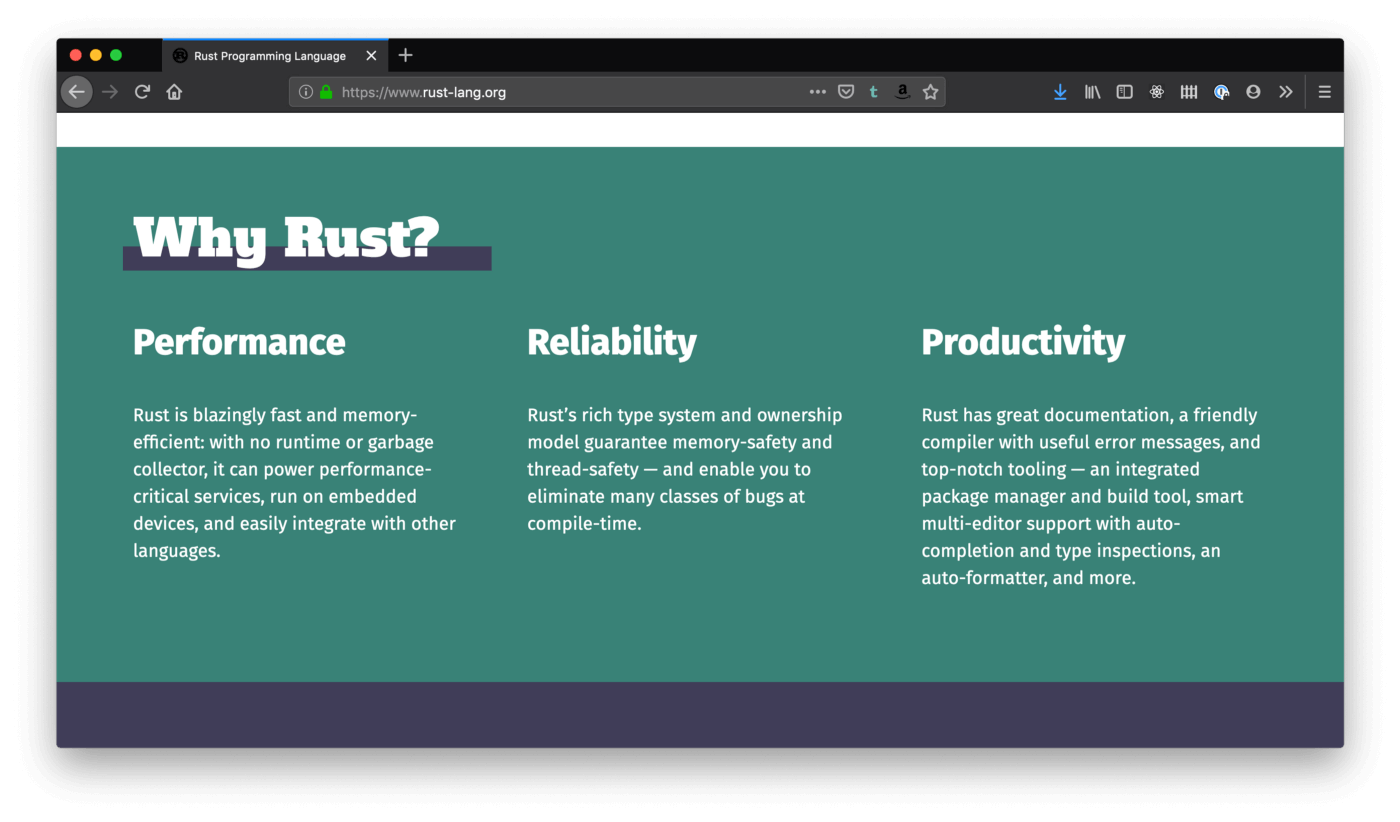 Rust Programming Language
https://www.rust-lang.org
t
a
Why Rust?
Performance
Rust is blazingly fast and memory-
efficient: with no runtime or garbage
collector, it can power performance-
critical services, run on embedded
devices, and easily integrate with other
languages.
Reliability
Rust’s rich type system and ownership
model guarantee memory-safety and
thread-safety — and enable you to
eliminate many classes of bugs at
compile-time.
Productivity
Rust has great documentation, a friendly
compiler with useful error messages, and
top-notch tooling — an integrated
package manager and build tool, smart
multi-editor support with auto-
completion and type inspections, an
auto-formatter, and more.